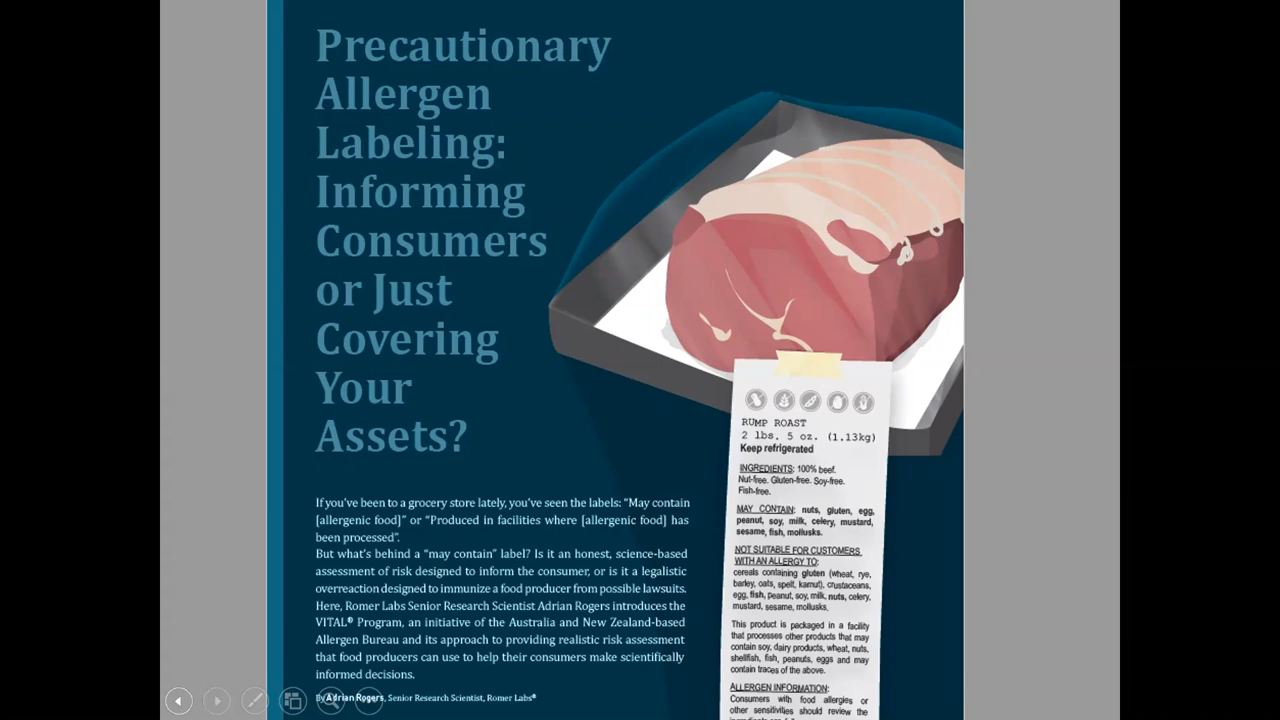 Precautionary
Allergen
Labeling:
Informing
Consumers
or Just
Covering
Your
Assets?
If you've been to a grocery store lately, you've seen the labels: "May contain
[allergenic food]" or "Produced in facilities where [allergenic food] has
been processed".
But what's behind a "may contain" label? Is it an honest, science-based
assessment of risk designed to inform the consumer, or is it a legalistic
overreaction designed to immunize a food producer from possible lawsuits.
Here, Romer Labs Senior Research Scientist Adrian Rogers introduces the
VITAL® Program, an initiative of the Australia and New Zealand-based
Allergen Bureau and its approach to providing realistic risk assessment
that food producers can use to help their consumers make scientifically
informed decisions.
By Adrian Rogers, Senior Research Scientist, Romer Labs®
RUMP ROAST
2 lbs. 5 oz. (1.13kg)
Keep refrigerated
INGREDIENTS: 100% beef.
Nut-free. Gluten-free. Soy-free.
Fish-free.
MAY CONTAIN: nuts, gluten, egg,
peanut, soy, milk, celery, mustard,
sesame, fish, mollusks.
NOT SUITABLE FOR CUSTOMERS
WITH AN ALLERGY TO:
cereals containing gluten (wheat, rye,
barley, oats, spelt, kamut), crustaceans,
egg, fish, peanut, soy, milk, nuts, celery,
mustard, sesame, mollusks.
This product is packaged in a facility
that processes other products that may
contain soy, dairy products, wheat, nuts,
shellfish, fish, peanuts, eggs and may
contain traces of the above.
ALLERGEN INFORMATION:
Consumers with food allergies or
other sensitivities should review the